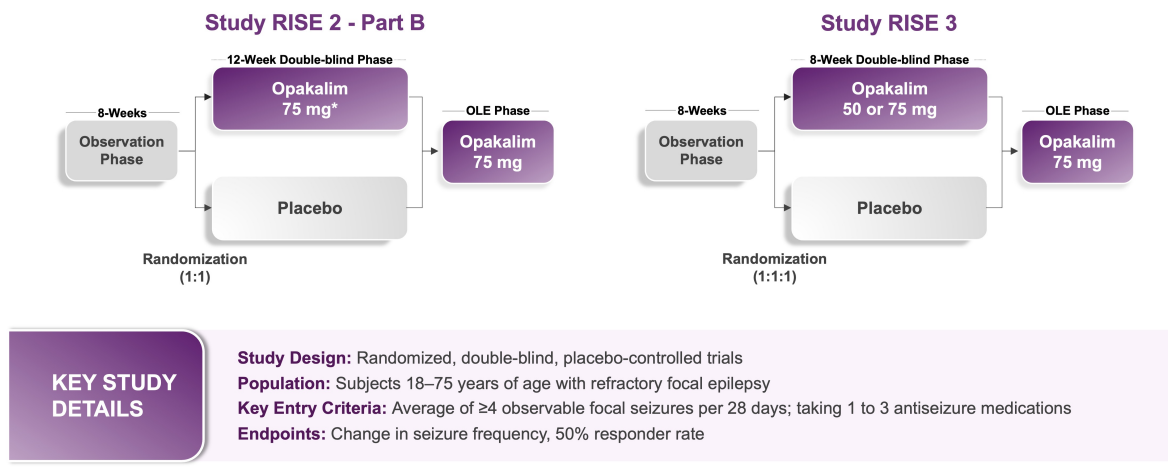 Study RISE 2 - Part B
12-Week Double-blind Phase
Opakalim
75 mg*
8-Weeks
Observation
Phase
OLE Phase
Opakalim
75 mg
Placebo
Randomization
(1:1)
Study RISE 3
8-Week Double-blind Phase
Opakalim
50 or 75 mg
8-Weeks
Observation
Phase
OLE Phase
Opakalim
75 mg
Placebo
Randomization
(1:1:1)
KEY STUDY
DETAILS
Study Design: Randomized, double-blind, placebo-controlled trials
Population: Subjects 18–75 years of age with refractory focal epilepsy
Key Entry Criteria: Average of ≥4 observable focal seizures per 28 days; taking 1 to 3 antiseizure medications
Endpoints: Change in seizure frequency, 50% responder rate